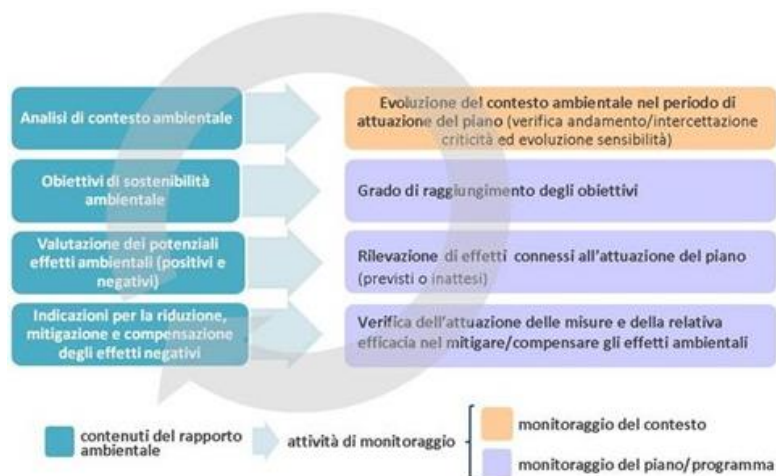 Analisi di contesto ambientale
Evoluzione del contesto ambientale nel periodo di
attuazione del piano (verifica andamento/intercettazione
criticità ed evoluzione sensibilità)
Obiettivi di sostenibilità
ambientale
Grado di raggiungimento degli obiettivi
Valutazione dei potenziali
effetti ambientali (positivi e
negativi)
Rilevazione di effetti connessi all'attuazione del piano
(previsti o inattesi)
Indicazioni per la riduzione,
mitigazione e compensazione
degli effetti negativi
Verifica dell'attuazione delle misure e della relativa
efficacia nel mitigare/compensare gli effetti ambientali
contenuti del rapporto
ambientale
attività di monitoraggio
monitoraggio del contesto
monitoraggio del piano/programma